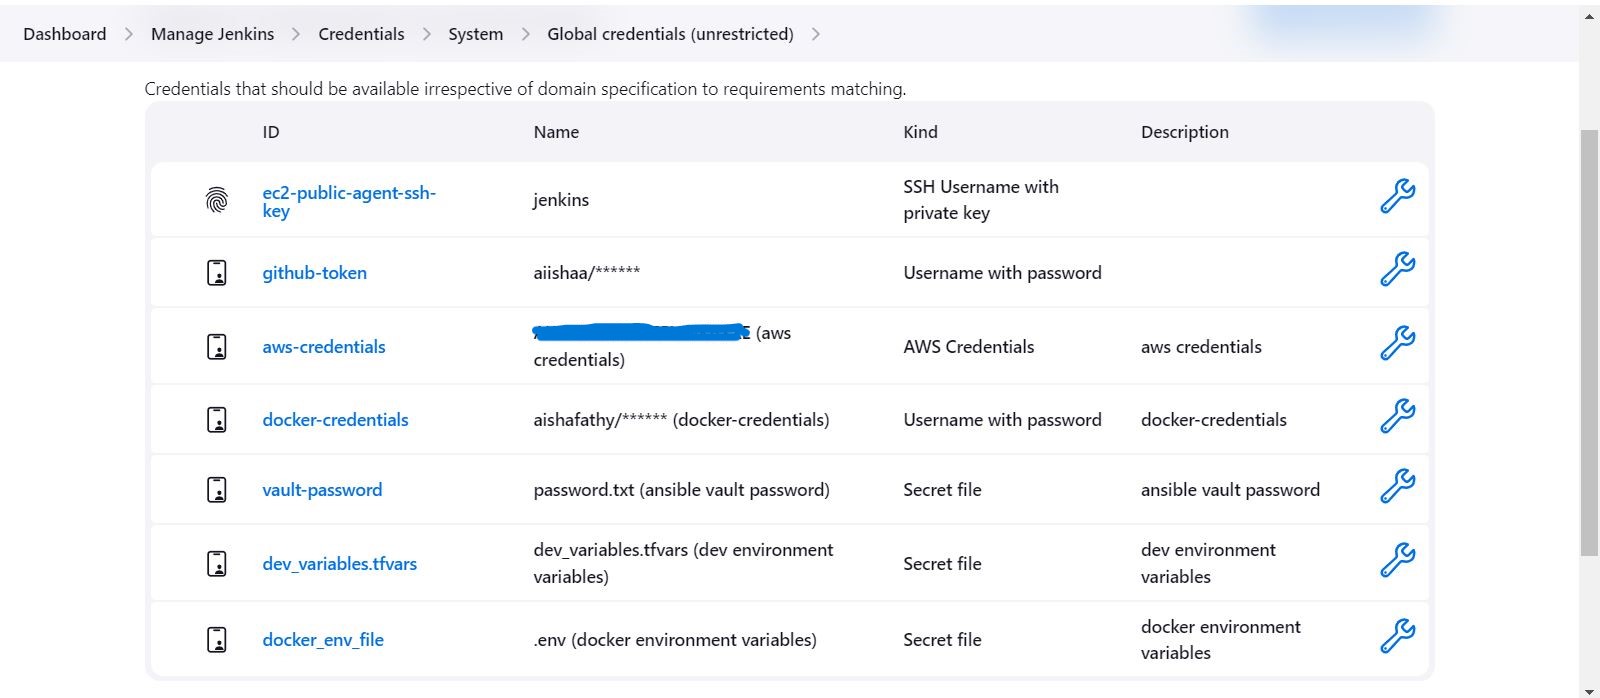 Dashboard > Manage Jenkins > Credentials > System > Global credentials (unrestricted) >
Credentials that should be available irrespective of domain specification to requirements matching.
ID Name Kind Description
ec2-public-agent-ssh-
key
jenkins
SSH Username with
private key
github-token
aiishaa/******
Username with password
aws-credentials
(aws
credentials)
AWS Credentials
aws credentials
docker-credentials
aishafathy/****** (docker-credentials)
Username with password
docker-credentials
vault-password
password.txt (ansible vault password)
Secret file
ansible vault password
dev_variables.tfvars
dev_variables.tfvars (dev environment
variables)
Secret file
dev environment
variables
docker_env_file
.env (docker environment variables)
Secret file
docker environment
variables